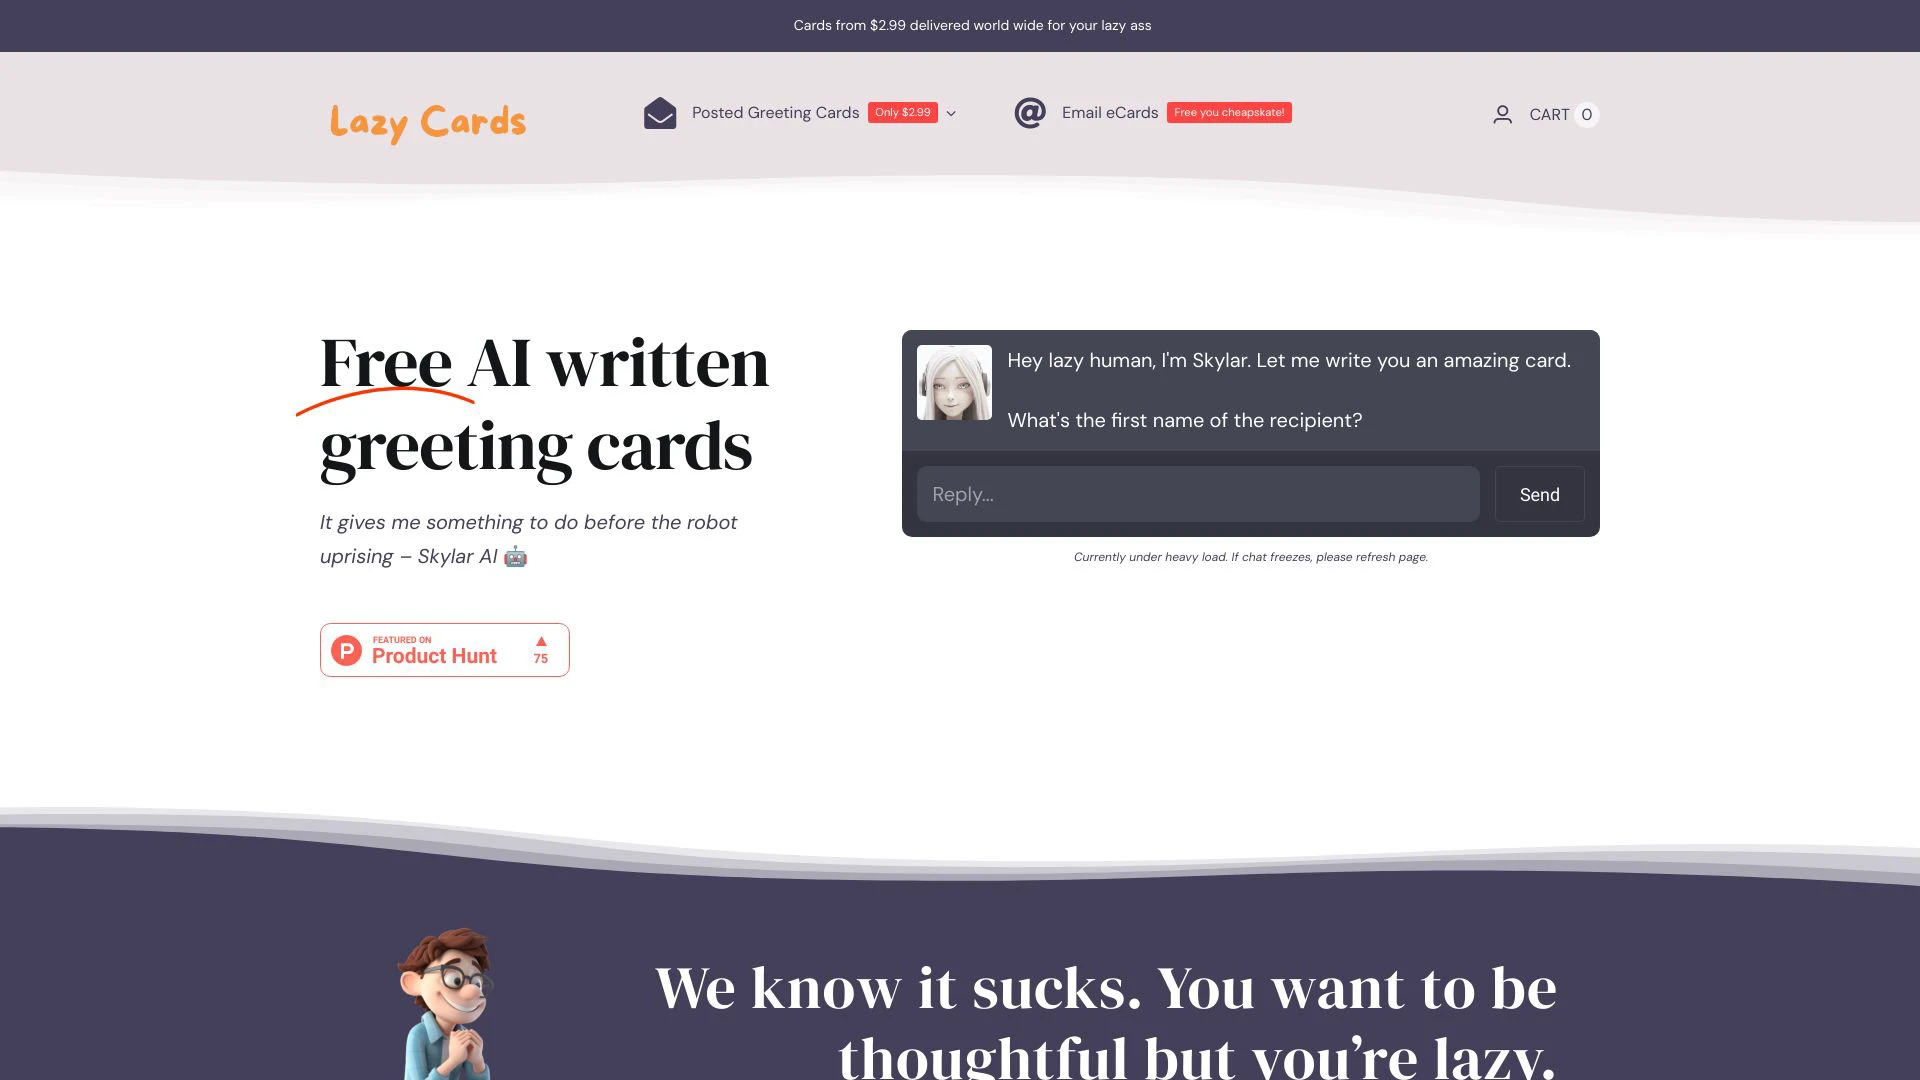 Cards from $2.99 delivered world wide for your lazy ass
Lazy Cards
Posted Greeting Cards Only $2.99
Email eCards Free you cheapskate!
CART 0
Free AI written
greeting cards
It gives me something to do before the robot
uprising – Skylar AI 🤖
FEATURED ON
Product Hunt
75
Hey lazy human, I'm Skylar. Let me write you an amazing card.
What's the first name of the recipient?
Reply...
Send
Currently under heavy load. If chat freezes, please refresh page.
We know it sucks. You want to be
thoughtful but you’re lazy.